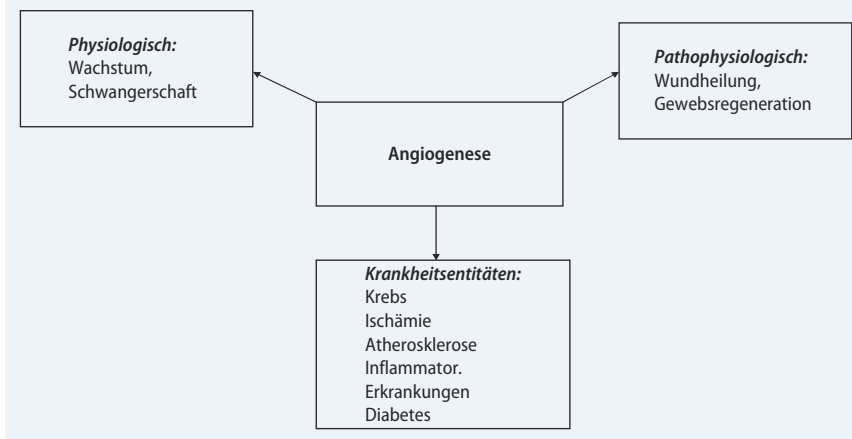 Physiologisch:
Wachstum,
Schwangerschaft
Pathophysiologisch:
Wundheilung,
Gewebsregeneration
Angiogenese
Krankheitsentitäten:
Krebs
Ischämie
Atherosklerose
Inflammator.
Erkrankungen
Diabetes